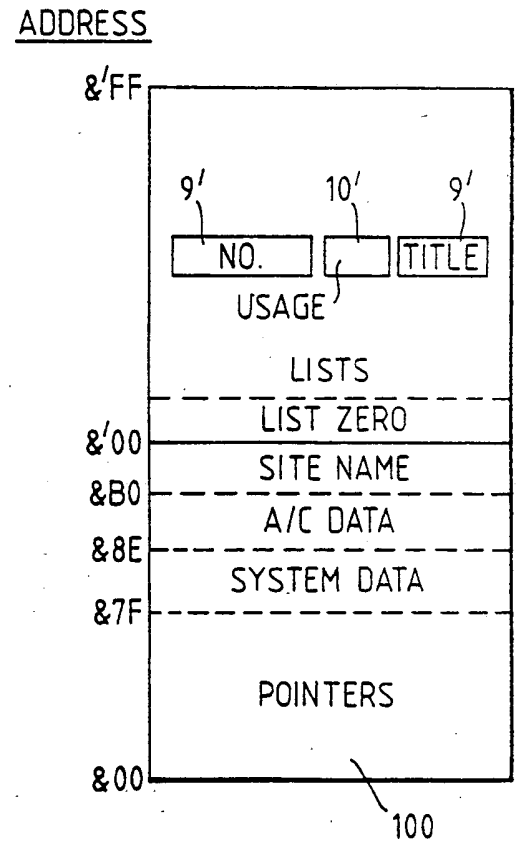 ADDRESS
&'FF
9' 10' 9'
NO. TITLE
USAGE
LISTS
LIST ZERO
&'00
SITE NAME
&B0
A/C DATA
&8E
SYSTEM DATA
&7F
POINTERS
&00
100